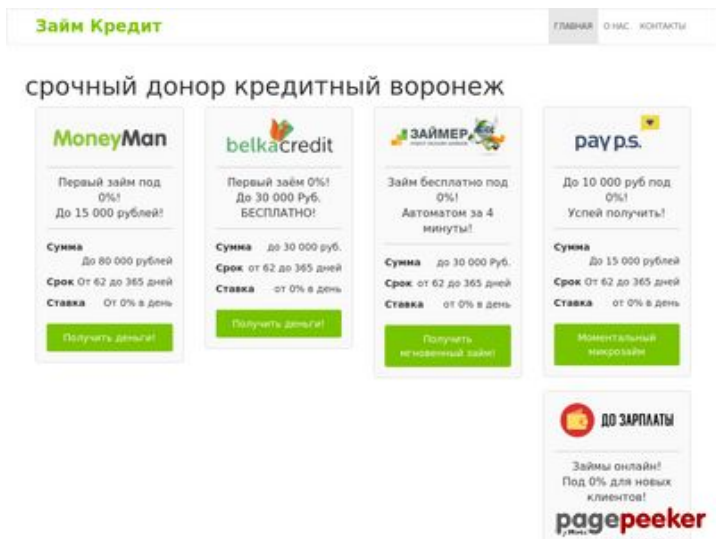 Займ Кредит
ГЛАВНАЯ О НАС КОНТАКТЫ
срочный донор кредитный воронеж
MoneyMan
Первый займ под
0%!
До 15 000 рублей!
Сумма
До 80 000 рублей
Срок От 62 до 365 дней
Ставка От 0% в день
Получить деньги!
belkacredit
Первый заём 0%!
До 30 000 Руб.
БЕСПЛАТНО!
Сумма до 30 000 руб.
Срок от 62 до 365 дней
Ставка от 0% в день
Получить деньги!
ЗАЙМЕР
Займ бесплатно под
0%!
Автоматом за 4
минуты!
Сумма до 30 000 Руб.
Срок от 62 до 365 дней
Ставка от 0% в день
Получить
мгновенный займ!
pay p.s.
До 10 000 руб под
0%!
Успей получить!
Сумма
До 15 000 рублей
Срок От 62 до 365 дней
Ставка от 0% в день
Моментальный
микрозайм
ДО ЗАРПЛАТЫ
Займы онлайн!
Под 0% для новых
клиентов!
pagepeeker